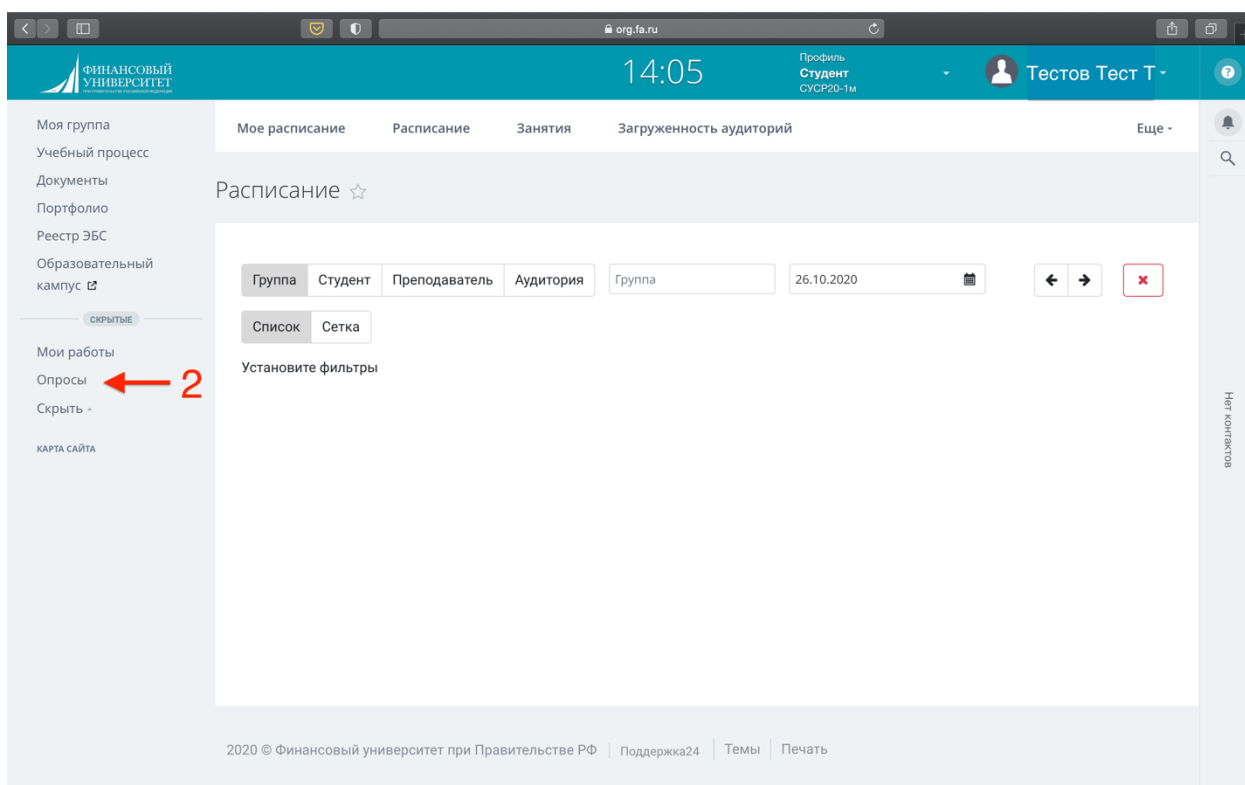 org.fa.ru
ФИНАНСОВЫЙ
УНИВЕРСИТЕТ
14:05
Профиль
Студент
СУСР20-1м
Тестов Тест Т
Моя группа
Учебный процесс
Документы
Портфолио
Реестр ЭБС
Образовательный
кампус
СКРЫТЫЕ
Мои работы
Опросы
2
Скрыть
КАРТА САЙТА
Мое расписание Расписание Занятия Загруженность аудиторий Еще
Расписание
Группа Студент Преподаватель Аудитория Группа 26.10.2020
Список Сетка
Установите фильтры
Нет контактов
2020 © Финансовый университет при Правительстве РФ Поддержка24 Темы Печать